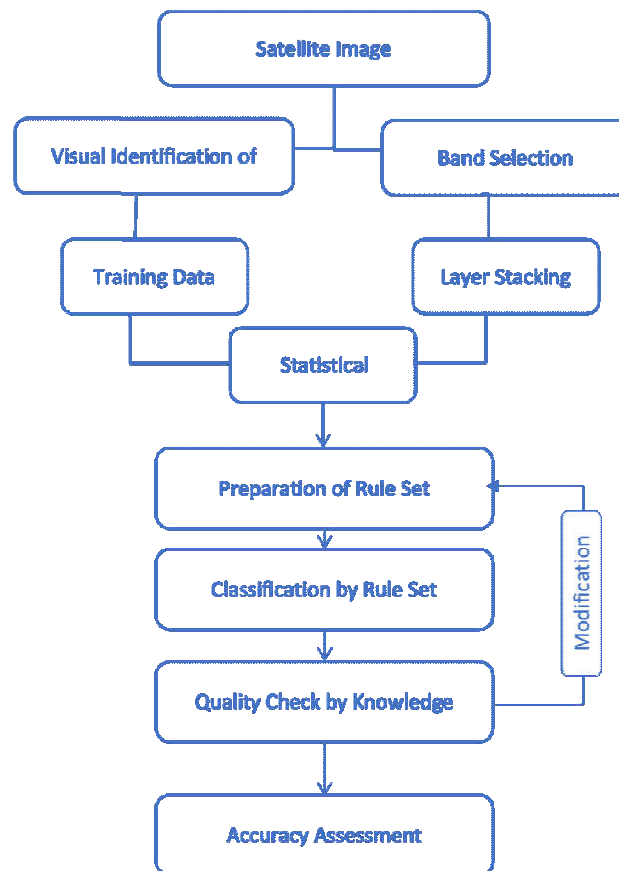 Satellite Image
Visual Identification of
Band Selection
Training Data
Layer Stacking
Statistical
Preparation of Rule Set
Classification by Rule Set
Modification
Quality Check by Knowledge
Accuracy Assessment